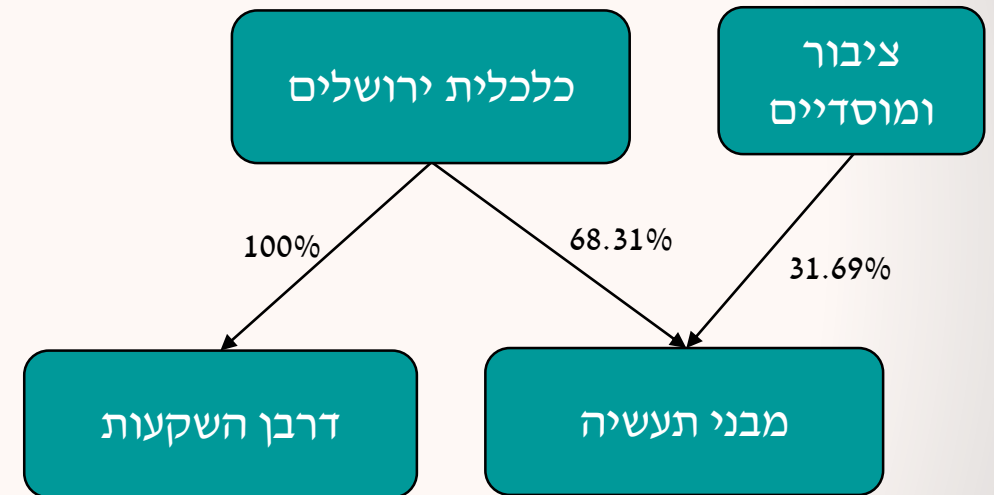 ציבור
ומוסדיים
כלכלית ירושלים
31.69%
68.31%
100%
מבני תעשיה
דרבן השקעות